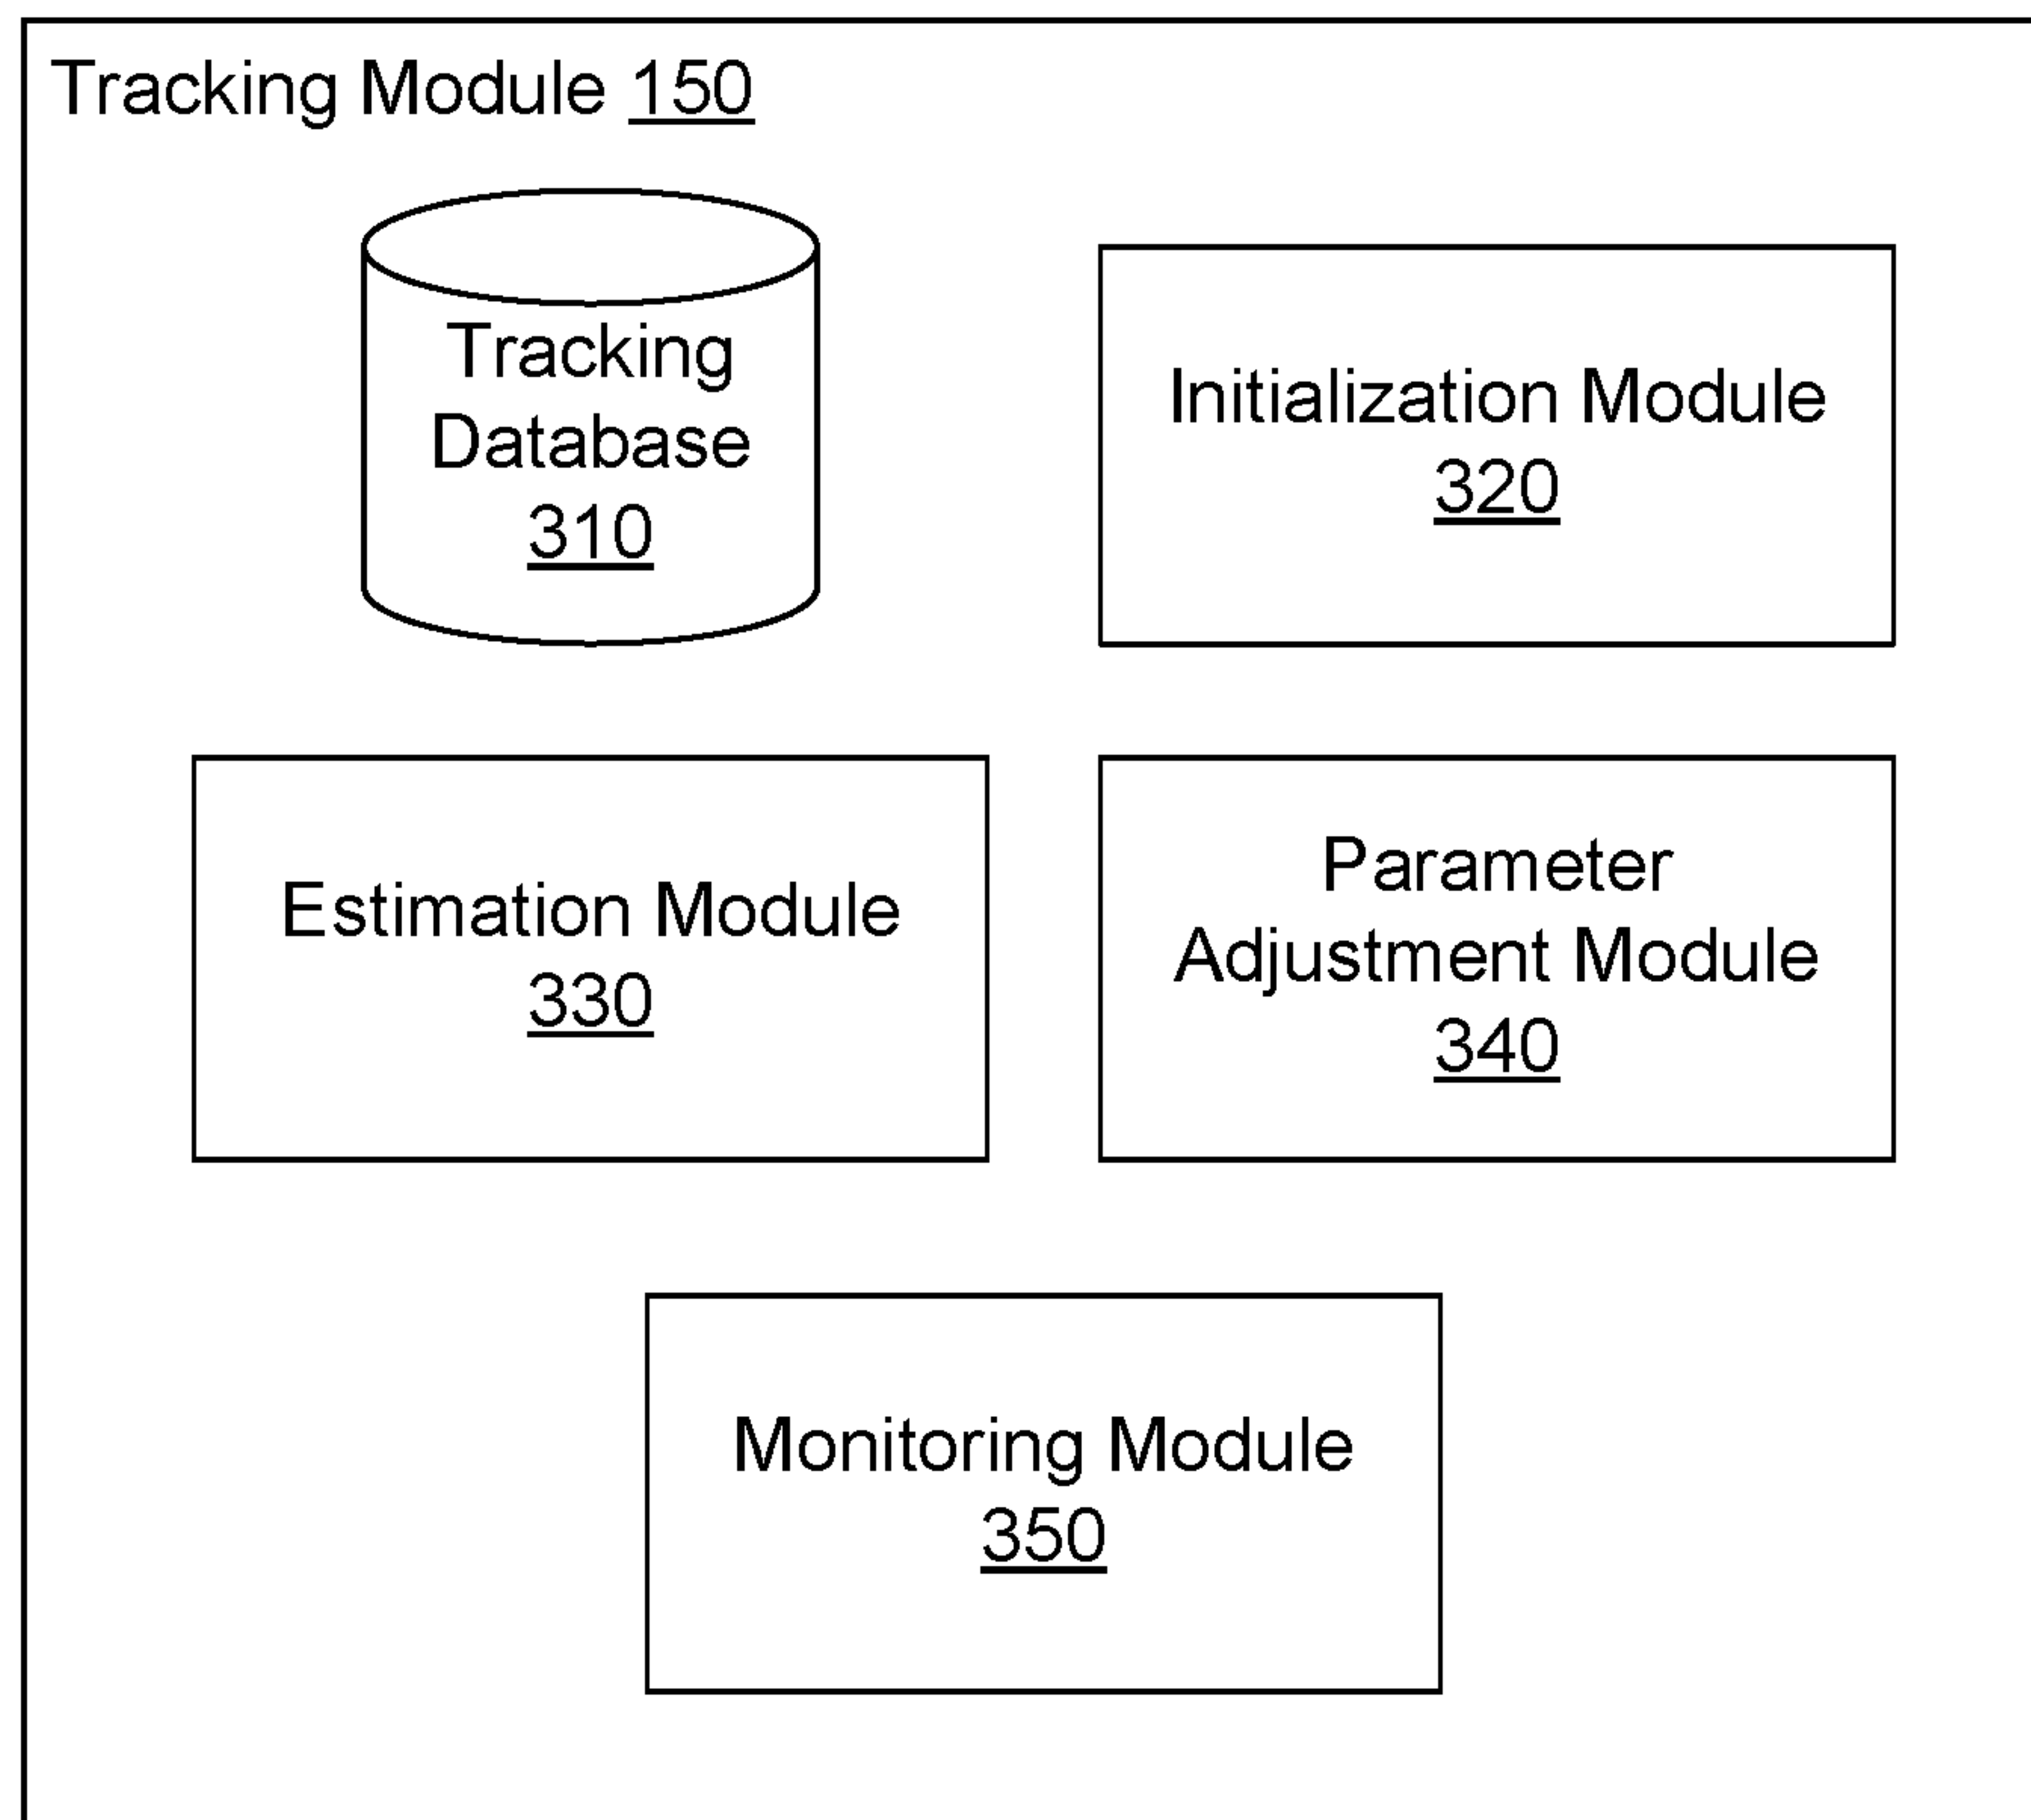 Tracking Module 150
Tracking
Database
310
Initialization Module
320
Estimation Module
330
Parameter
Adjustment Module
340
Monitoring Module
350